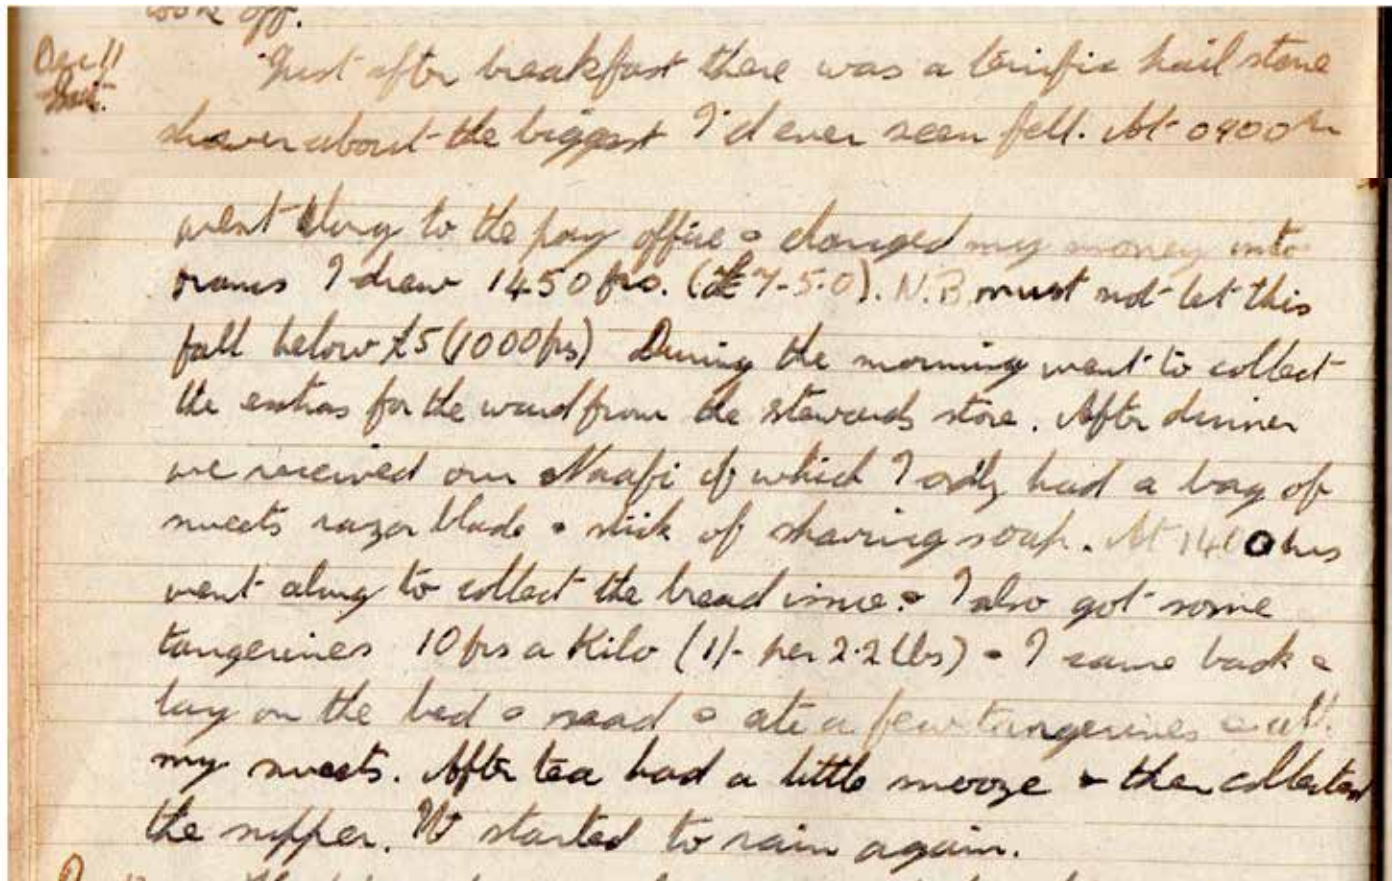 took off.
Dec 11 Sat. Just after breakfast there was a terrific hail stone
shower about the biggest I'd ever seen fell. At 0900 hr
went along to the pay office & changed my money into
francs I drew 1450 frs. (£7-5-0). N.B. must not let this
fall below £5 (1000 frs) During the morning went to collect
the extras for the ward from the stewards store. After dinner
we received our Naafi of which I only had a bag of
sweets razor blade & stick of shaving soap. At 1400 hrs
went along to collect the bread issue. & I also got some
tangerines 10 frs a Kilo (1/- per 2.2 lbs) & I came back &
lay on the bed & read & ate a few tangerines & all
my sweets. After tea had a little snooze & then collected
the supper. It started to rain again.